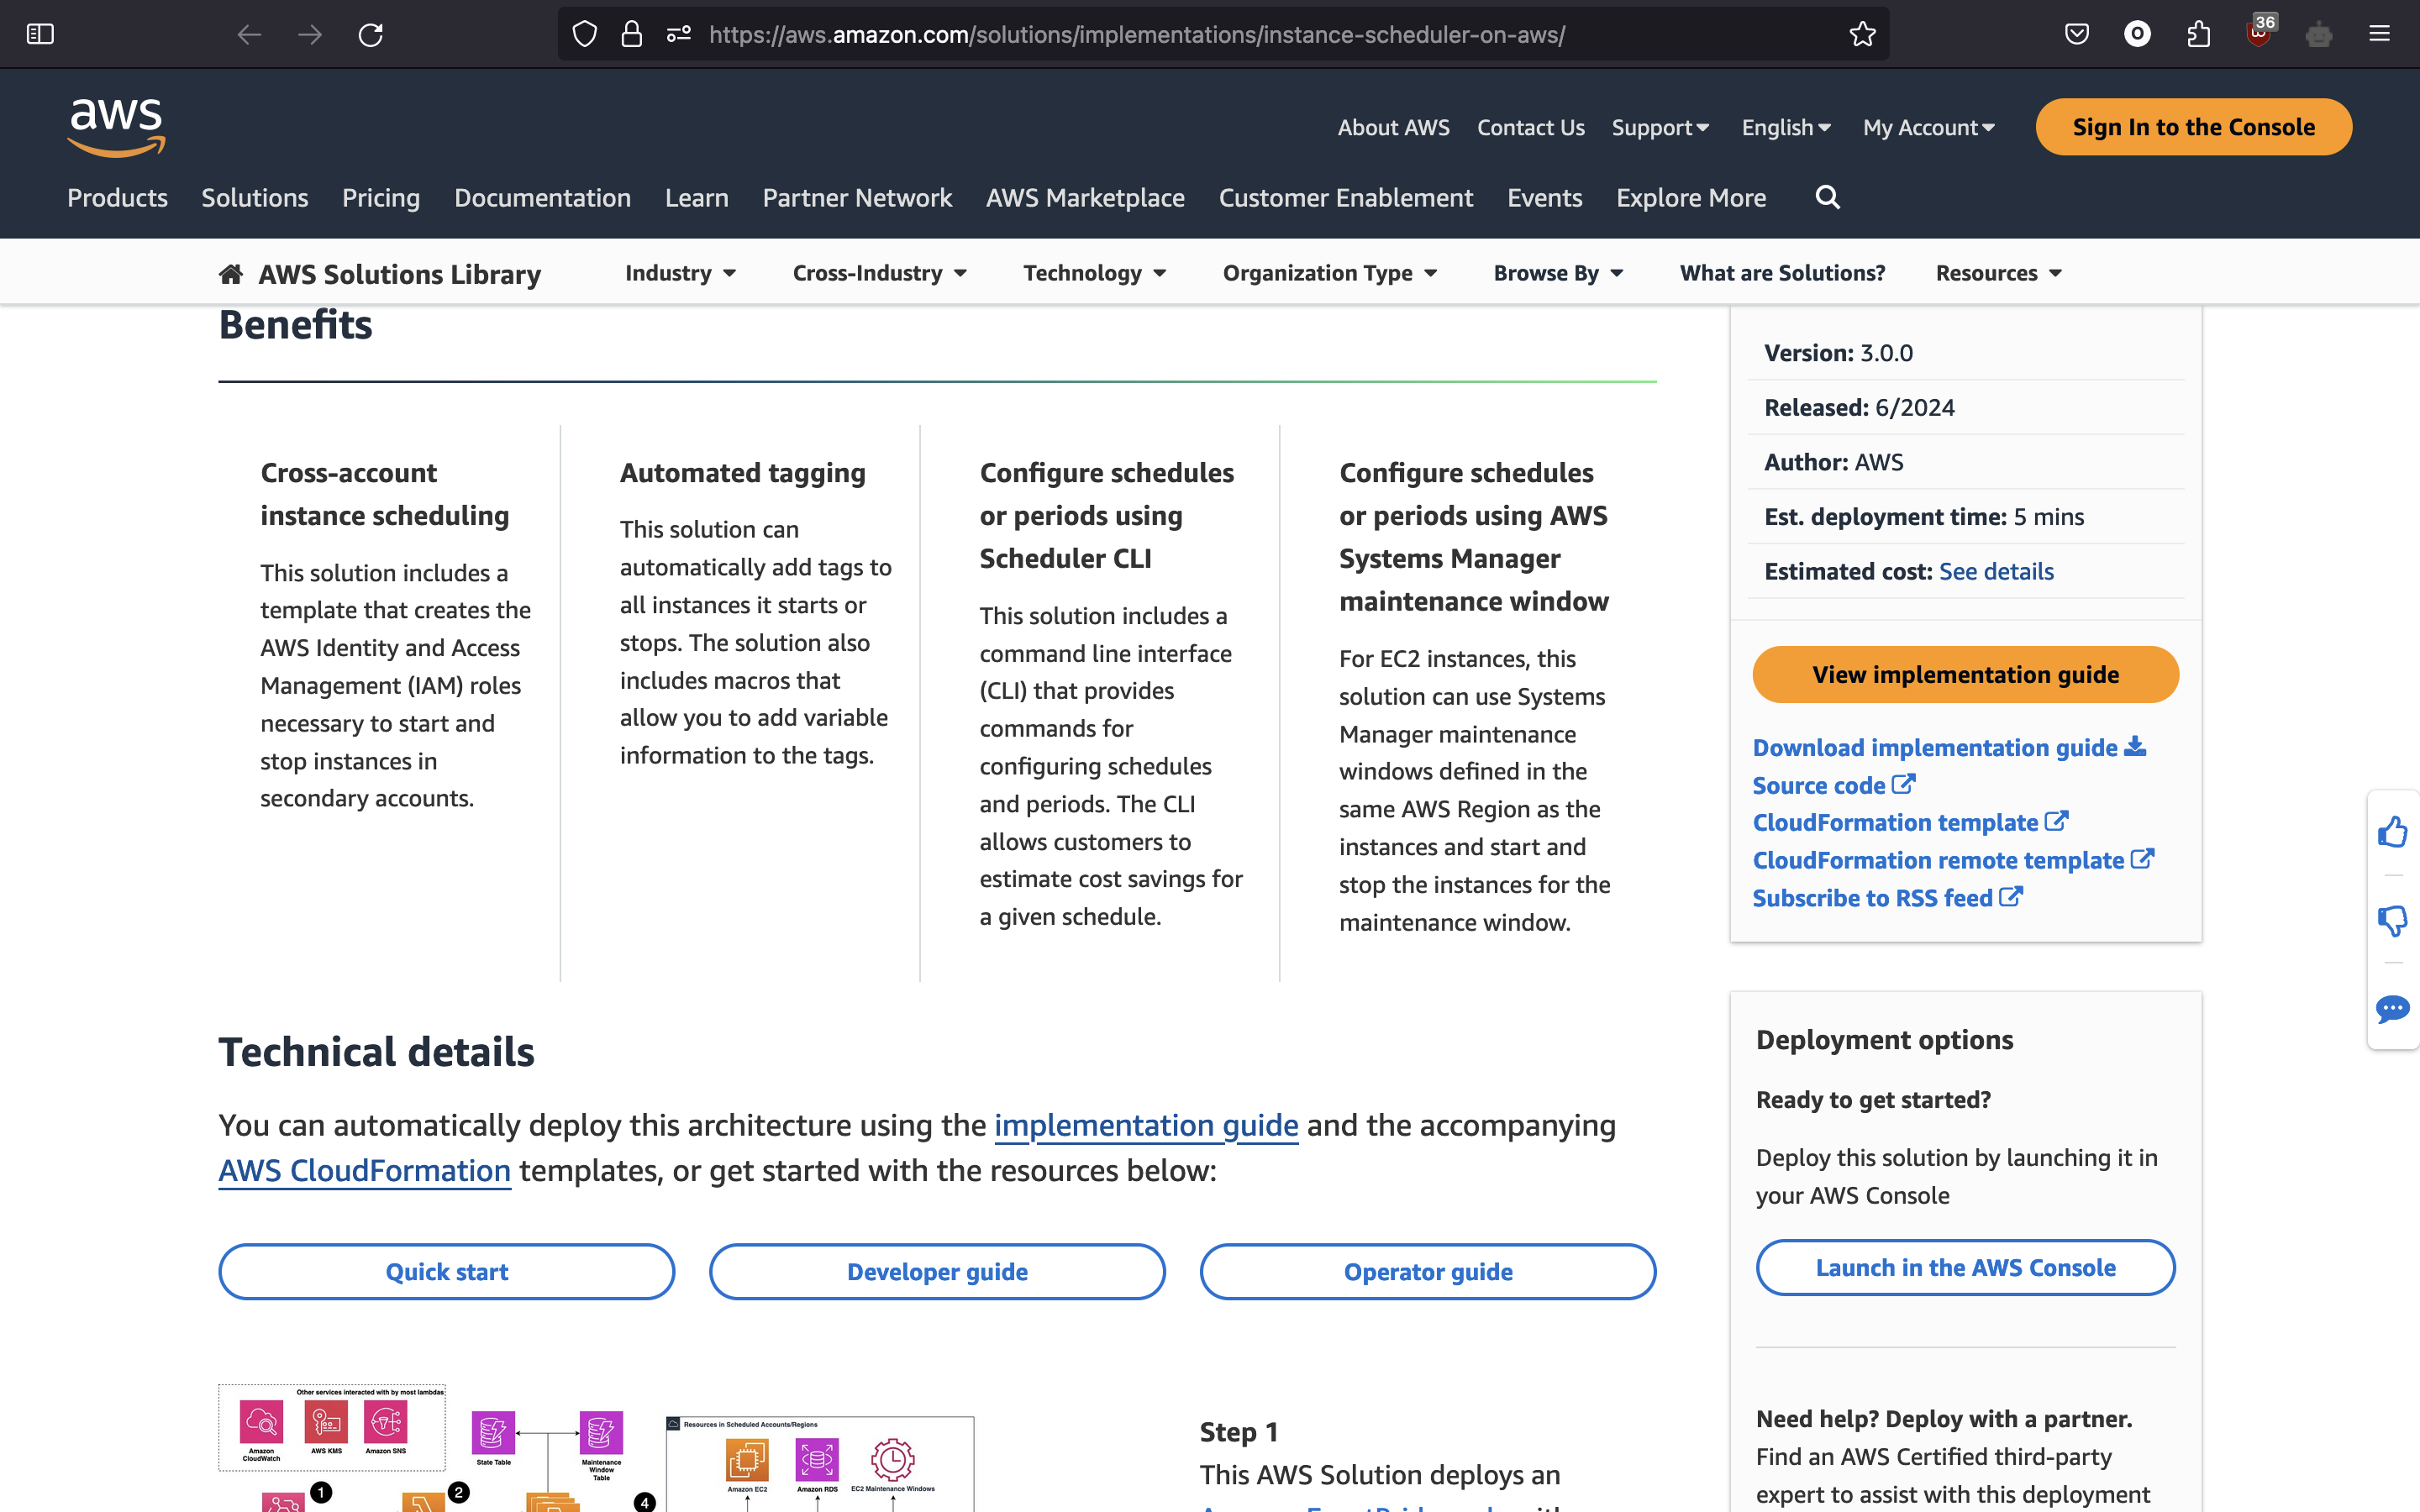 https://aws.amazon.com/solutions/implementations/instance-scheduler-on-aws/
36
aws
About AWS
Contact Us
Support
English
My Account
Sign In to the Console
Products
Solutions
Pricing
Documentation
Learn
Partner Network
AWS Marketplace
Customer Enablement
Events
Explore More
AWS Solutions Library
Industry
Cross-Industry
Technology
Organization Type
Browse By
What are Solutions?
Resources
Benefits
Cross-account
instance scheduling
This solution includes a
template that creates the
AWS Identity and Access
Management (IAM) roles
necessary to start and
stop instances in
secondary accounts.
Automated tagging
This solution can
automatically add tags to
all instances it starts or
stops. The solution also
includes macros that
allow you to add variable
information to the tags.
Configure schedules
or periods using
Scheduler CLI
This solution includes a
command line interface
(CLI) that provides
commands for
configuring schedules
and periods. The CLI
allows customers to
estimate cost savings for
a given schedule.
Configure schedules
or periods using AWS
Systems Manager
maintenance window
For EC2 instances, this
solution can use Systems
Manager maintenance
windows defined in the
same AWS Region as the
instances and start and
stop the instances for the
maintenance window.
Version: 3.0.0
Released: 6/2024
Author: AWS
Est. deployment time: 5 mins
Estimated cost: See details
View implementation guide
Download implementation guide
Source code
CloudFormation template
CloudFormation remote template
Subscribe to RSS feed
Technical details
You can automatically deploy this architecture using the implementation guide and the accompanying
AWS CloudFormation templates, or get started with the resources below:
Quick start
Developer guide
Operator guide
Deployment options
Ready to get started?
Deploy this solution by launching it in
your AWS Console
Launch in the AWS Console
Need help? Deploy with a partner.
Find an AWS Certified third-party
expert to assist with this deployment
Other services interacted with by most lambdas
Amazon
CloudWatch
AWS KMS
Amazon SNS
State Table
Maintenance
Window
Table
Resources in Scheduled Accounts/Regions
Amazon EC2
Amazon RDS
EC2 Maintenance Windows
1
2
4
Step 1
This AWS Solution deploys an